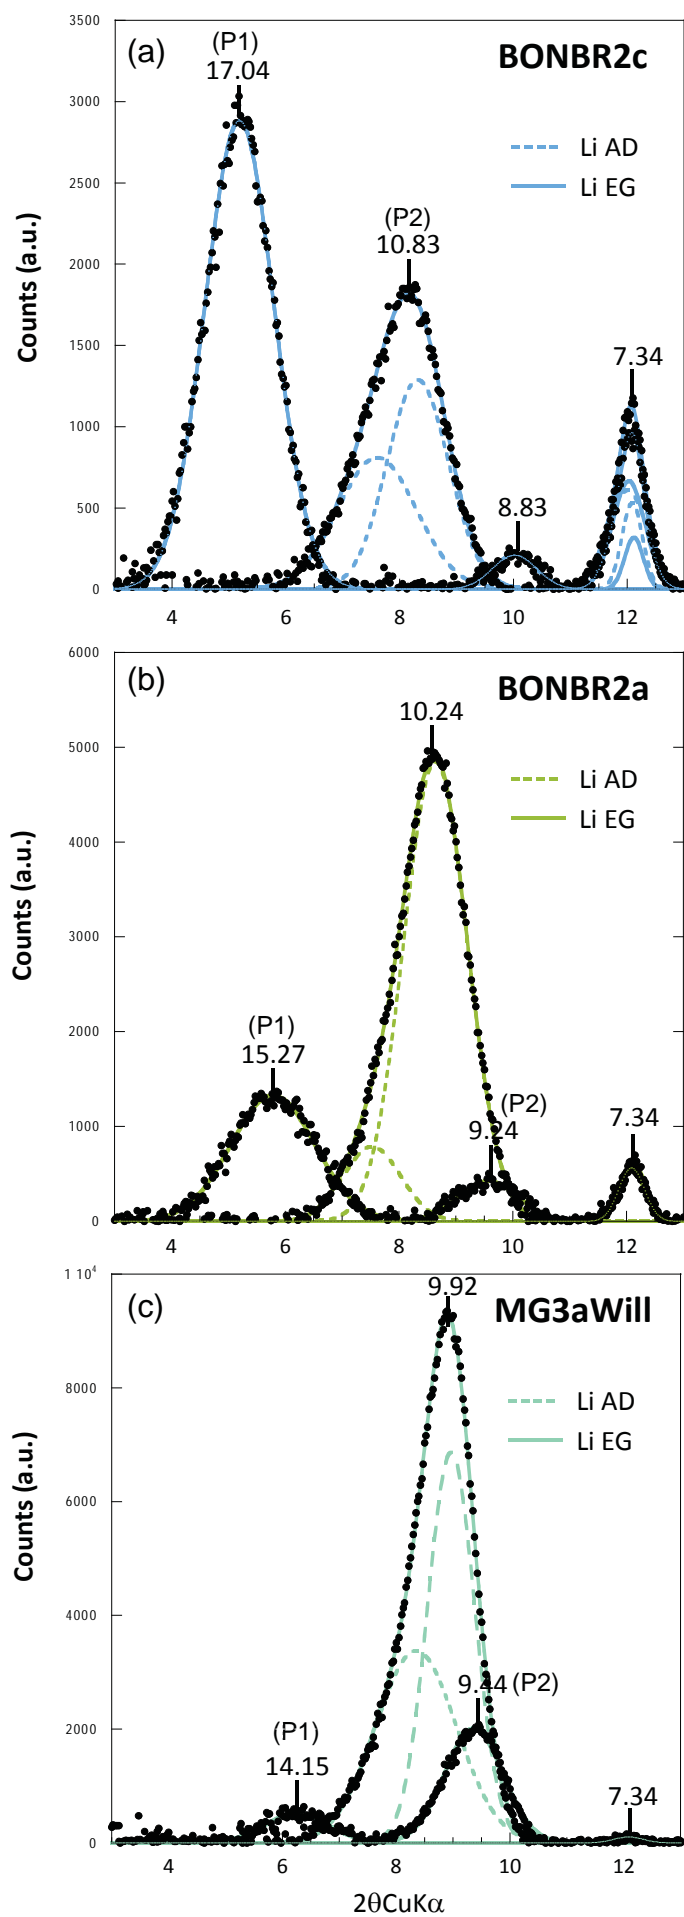 (a)
BONBR2c
(P1)
17.04
Li AD
Li EG
(P2)
10.83
7.34
8.83
3500
3000
2500
2000
1500
1000
500
0
Counts (a.u.)
4 6 8 10 12
(b)
BONBR2a
10.24
Li AD
Li EG
(P1)
15.27
(P2)
9.24
7.34
6000
5000
4000
3000
2000
1000
0
Counts (a.u.)
4 6 8 10 12
(c)
MG3aWill
9.92
Li AD
Li EG
9.44 (P2)
(P1)
14.15
7.34
1 10⁴
8000
6000
4000
2000
0
Counts (a.u.)
4 6 8 10 12
2θCuKα